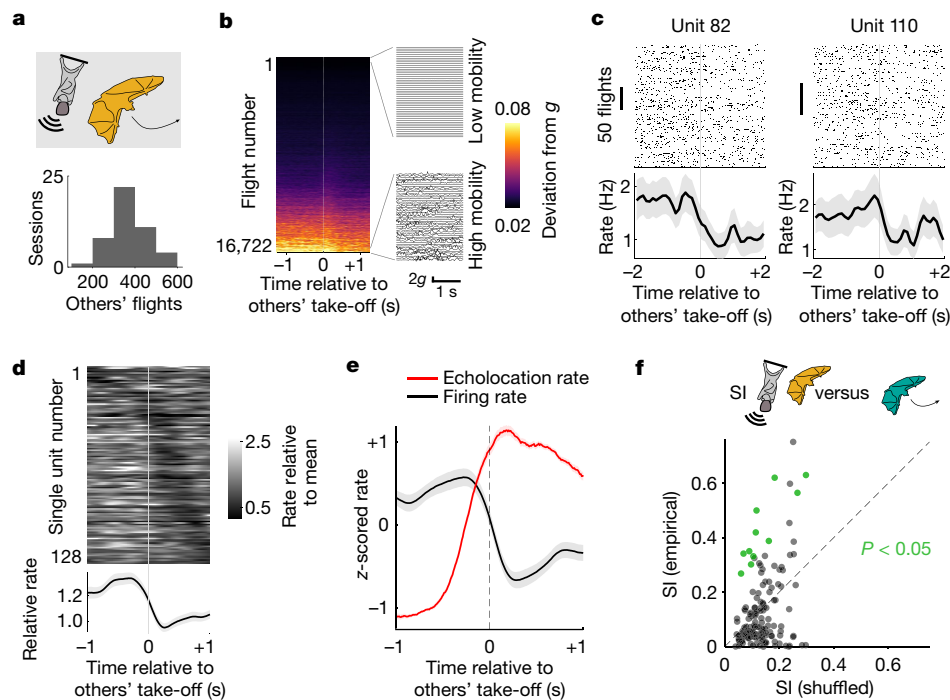 a
25
Sessions
0
200 400 600
Others’ flights
b
1
Flight number
16,722
−1 0 +1
Time relative to
others’ take-off (s)
Low mobility
High mobility
2g
1 s
0.08
0.02
Deviation from g
c
Unit 82
Unit 110
50 flights
2
1
Rate (Hz)
−2 0 +2
Time relative to
others’ take-off (s)
2
1
Rate (Hz)
−2 0 +2
Time relative to
others’ take-off (s)
d
1
Single unit number
128
2.5
0.5
Rate relative
to mean
1.2
1.0
Relative rate
−1 0 +1
Time relative to
others’ take-off (s)
e
Echolocation rate
Firing rate
+1
0
−1
z-scored rate
−1 0 +1
Time relative to
others’ take-off (s)
f
SI versus
0.6
0.4
0.2
0
SI (empirical)
P < 0.05
0 0.2 0.4 0.6
SI (shuffled)